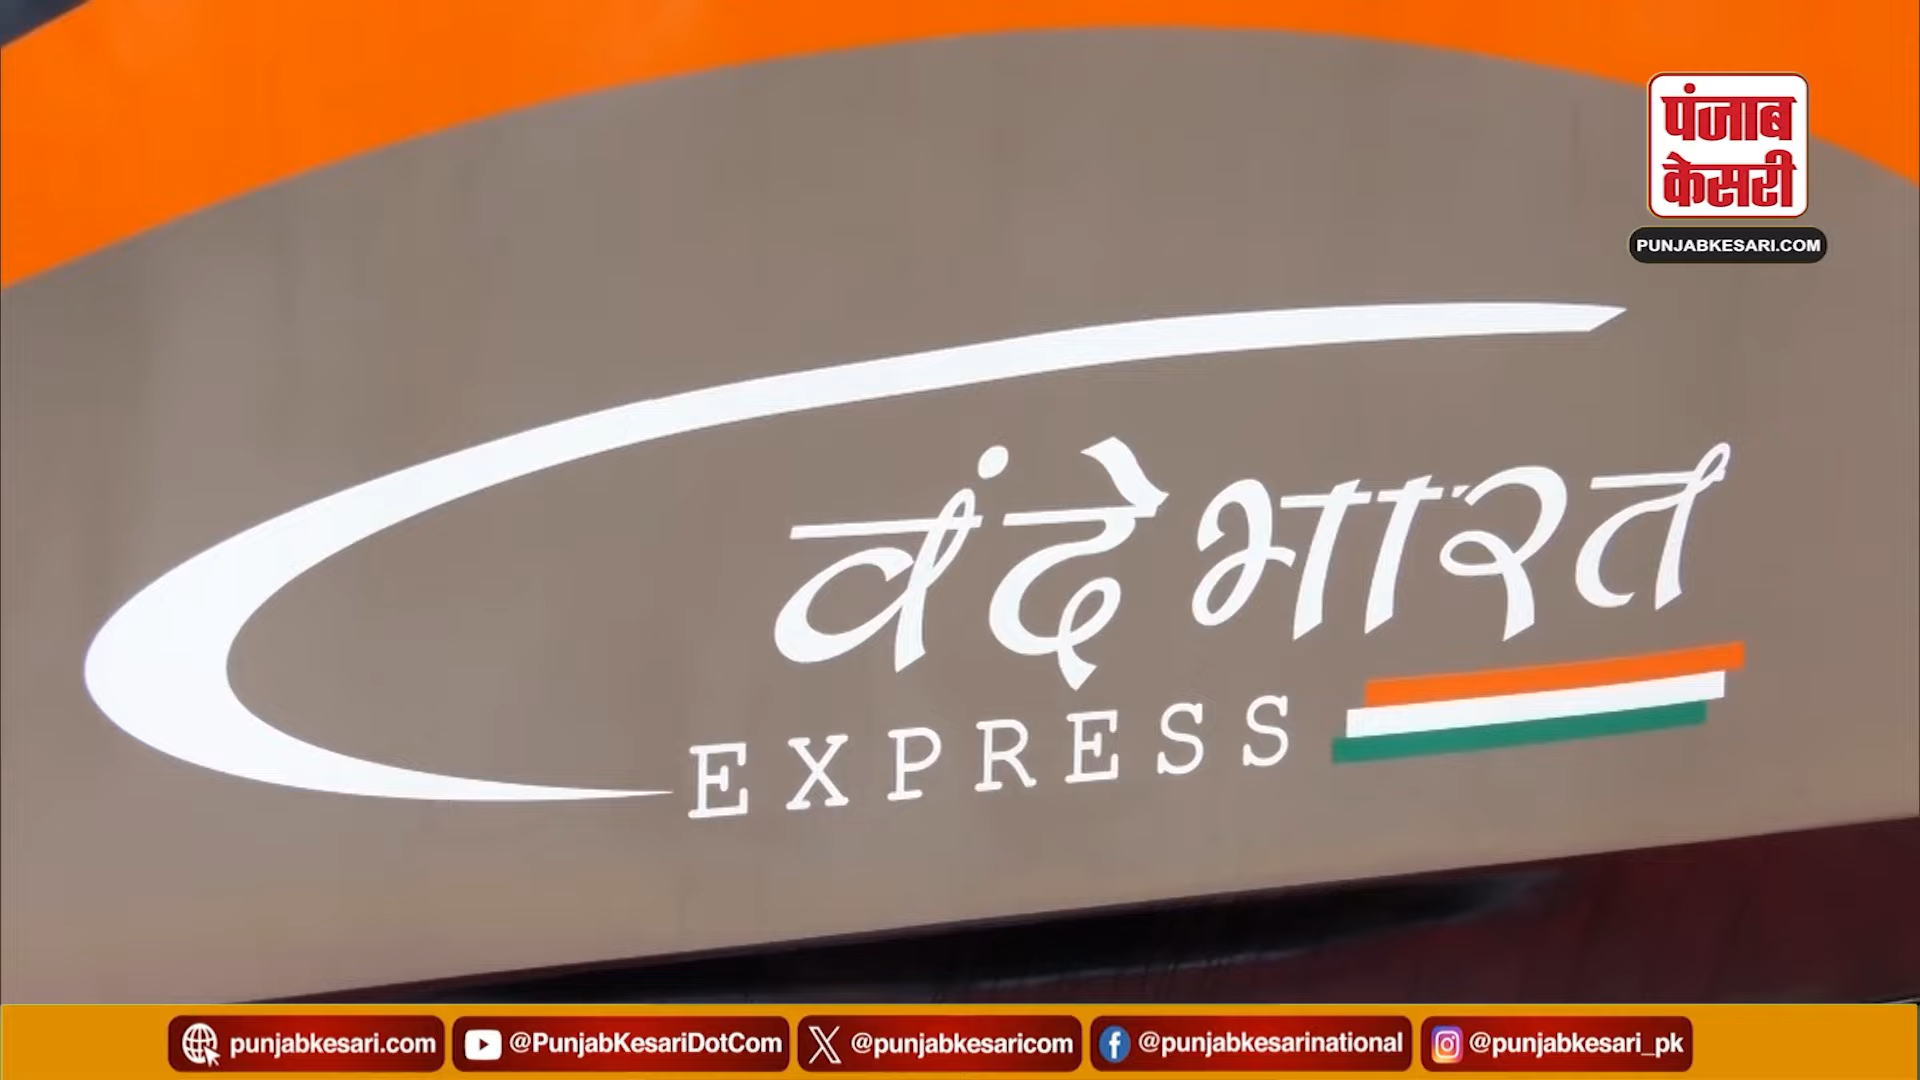 पंजाब
केसरी
PUNJABKESARI.COM
वंदे भारत
EXPRESS
punjabkesari.com @PunjabKesariDotCom @punjabkesaricom @punjabkesarinational @punjabkesari_pk